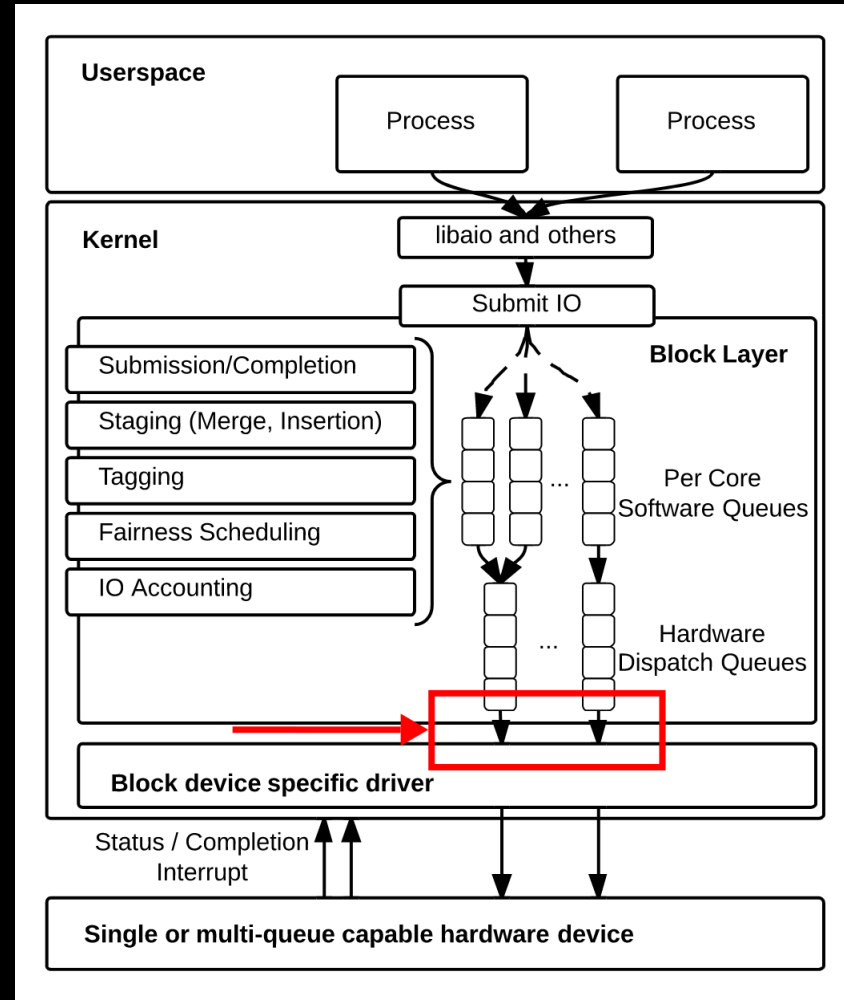 Userspace
Process
Process
Kernel
libaio and others
Submit IO
Block Layer
Submission/Completion
Staging (Merge, Insertion)
Tagging
Fairness Scheduling
IO Accounting
...
Per Core
Software Queues
...
Hardware
Dispatch Queues
Block device specific driver
Status / Completion
Interrupt
Single or multi-queue capable hardware device